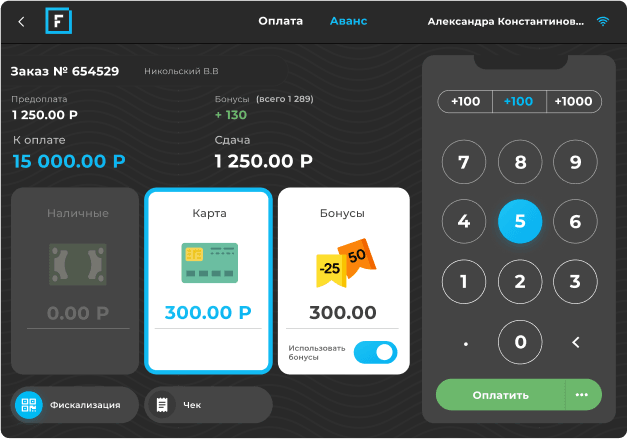 F
Оплата Аванс
Александра Константинов...
Заказ № 654529 Никольский В.В
Предоплата
1 250.00 Р
Бонусы (всего 1 289)
+ 130
К оплате
15 000.00 Р
Сдача
1 250.00 Р
Наличные
0.00 Р
Карта
300.00 Р
Бонусы
-25 50
300.00
Использовать
бонусы
Фискализация
Чек
+100 +100 +1000
7 8 9
4 5 6
1 2 3
. 0 <
Оплатить ...